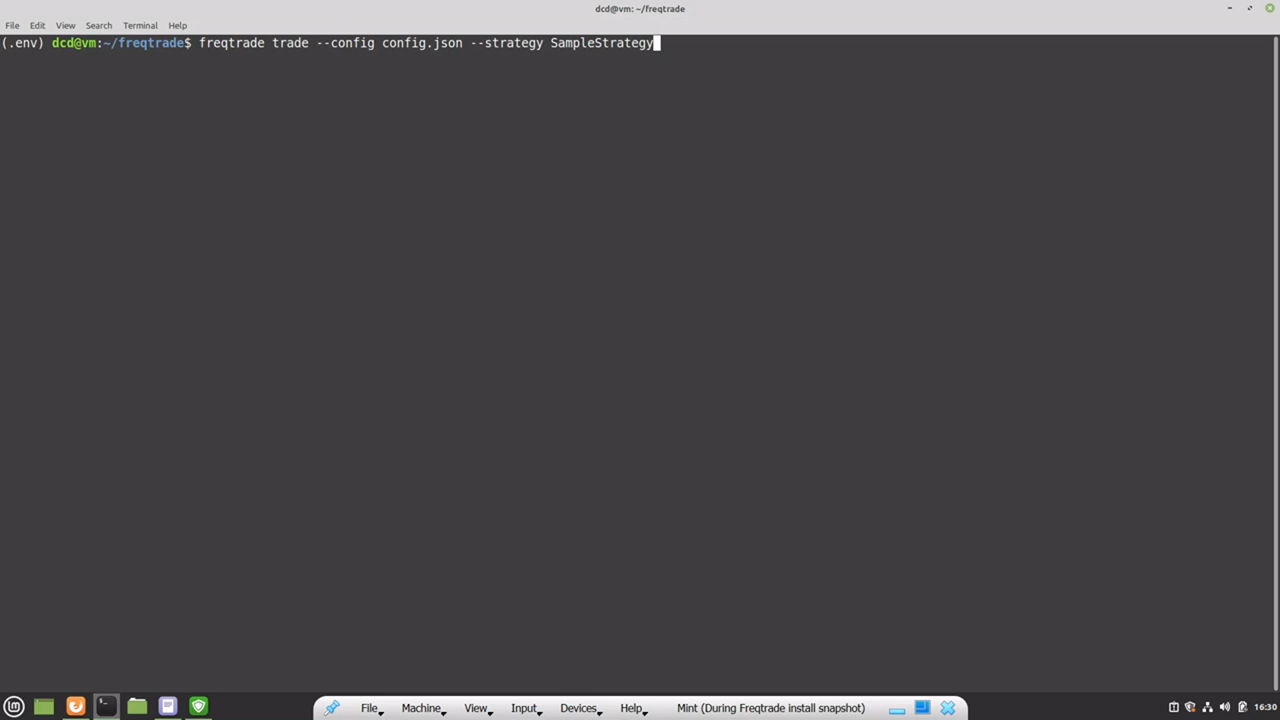 dcd@vm: ~/freqtrade
File Edit View Search Terminal Help
(.env) dcd@vm:~/freqtrade$ freqtrade trade --config config.json --strategy SampleStrategy
File Machine View Input Devices Help Mint (During Freqtrade install snapshot)
16:30